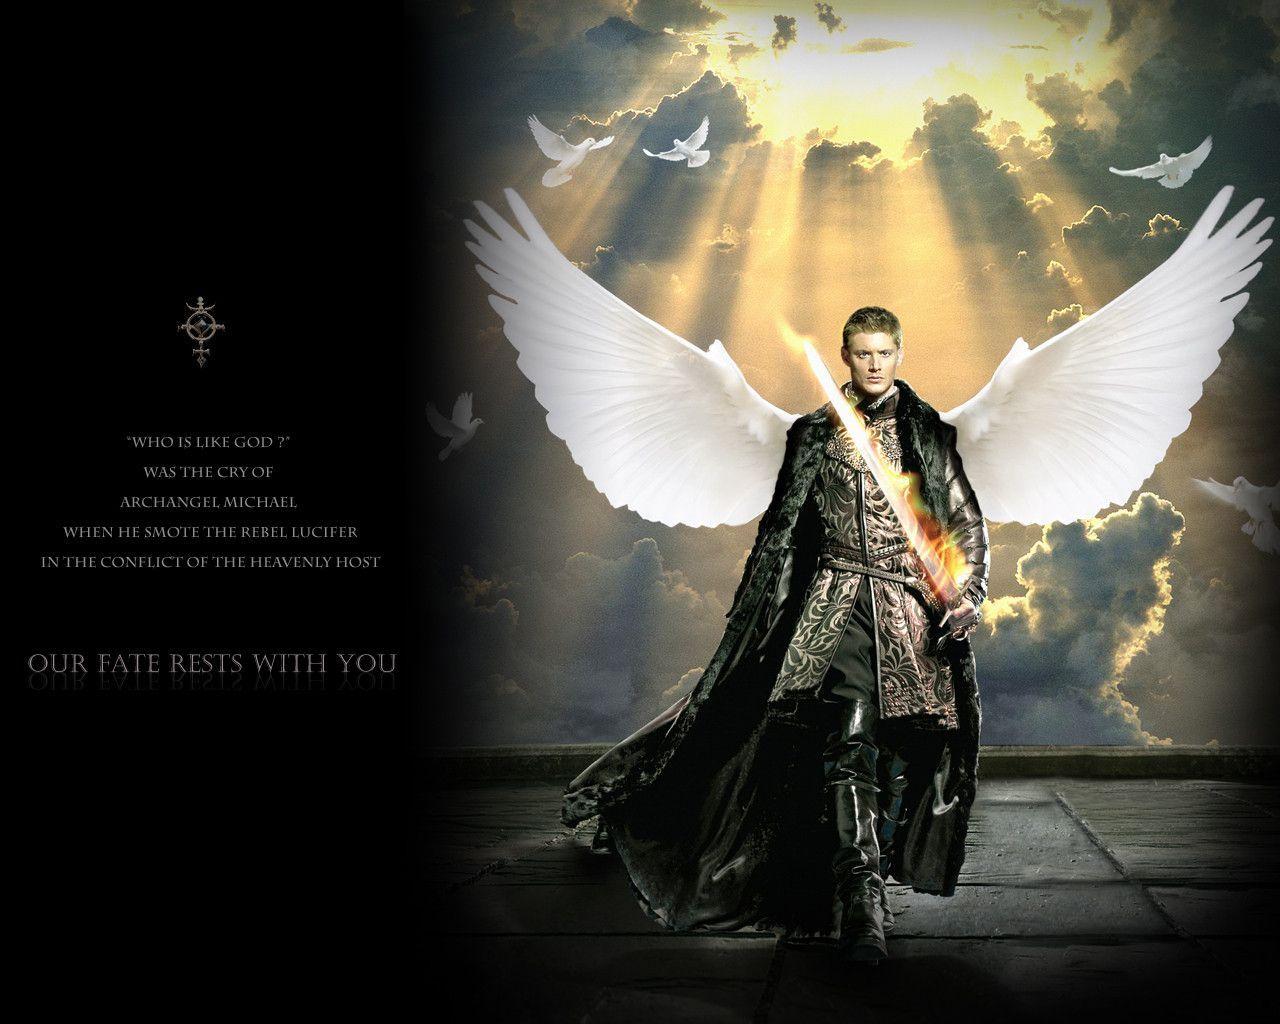 "WHO IS LIKE GOD ?"
WAS THE CRY OF
ARCHANGEL MICHAEL
WHEN HE SMOTE THE REBEL LUCIFER
IN THE CONFLICT OF THE HEAVENLY HOST
OUR FATE RESTS WITH YOU